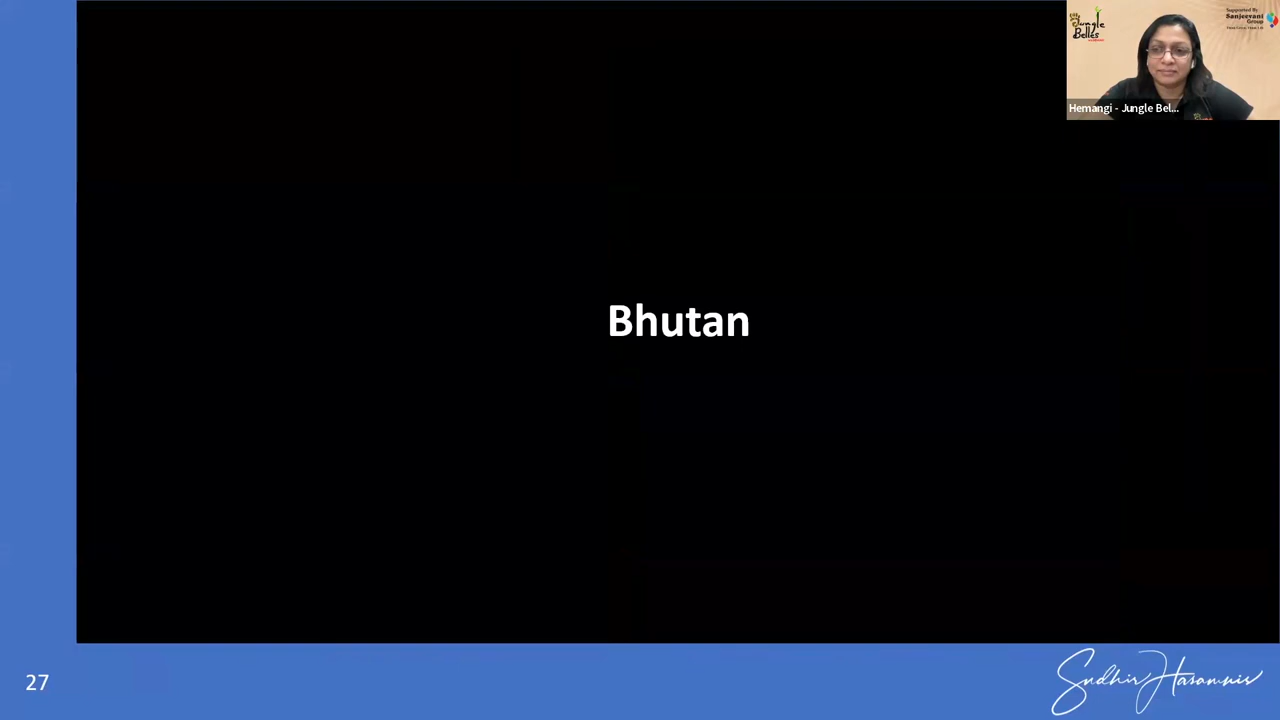 Jungle
Belles
Supported By
Sanjeevani
Group
Hemangi - Jungle Bel...
Bhutan
27
Sudhir Hasamnis